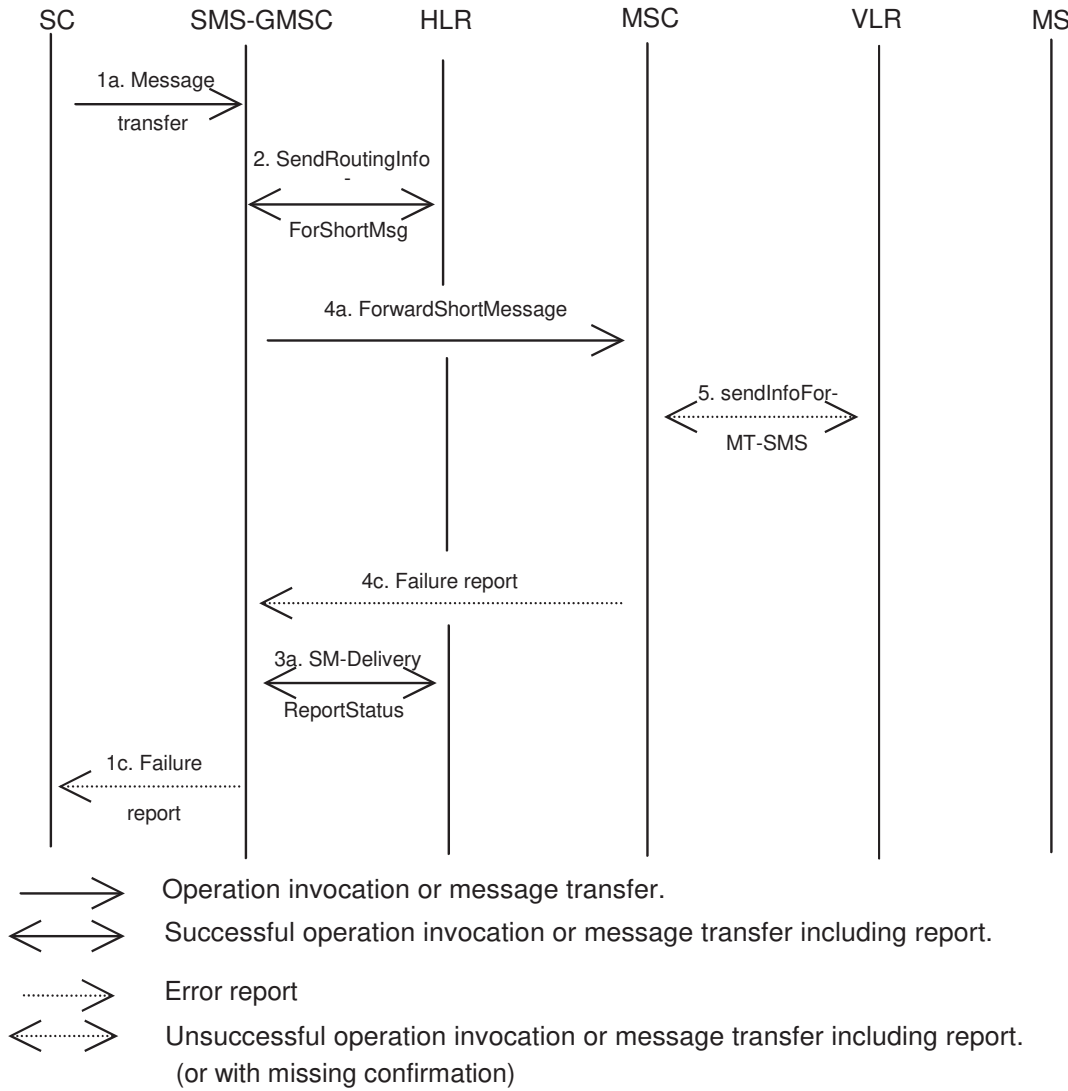 SC SMS-GMSC HLR MSC VLR MS
1a. Message
transfer
2. SendRoutingInfo
-
ForShortMsg
4a. ForwardShortMessage
5. sendInfoFor-
MT-SMS
4c. Failure report
3a. SM-Delivery
ReportStatus
1c. Failure
report
Operation invocation or message transfer.
Successful operation invocation or message transfer including report.
Error report
Unsuccessful operation invocation or message transfer including report.
(or with missing confirmation)